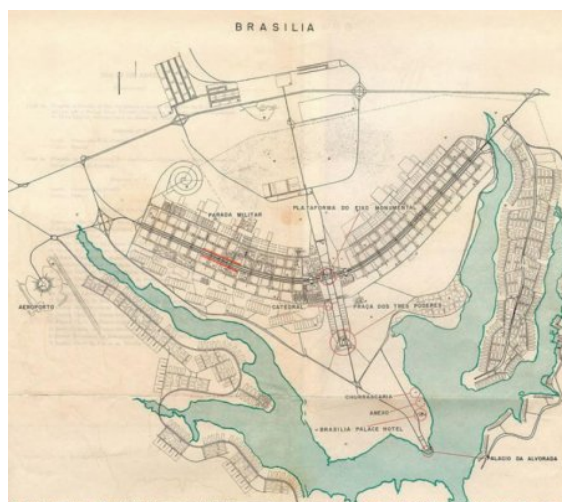 BRASILIA
PARADA MILITAR
PLATAFORMA DO EIXO MONUMENTAL
AEROPORTO
CATEDRAL
PRAÇA DOS TRES PODERES
CHURRASCARIA
ANEXO
BRASILIA PALACE HOTEL
PALACIO DA ALVORADA